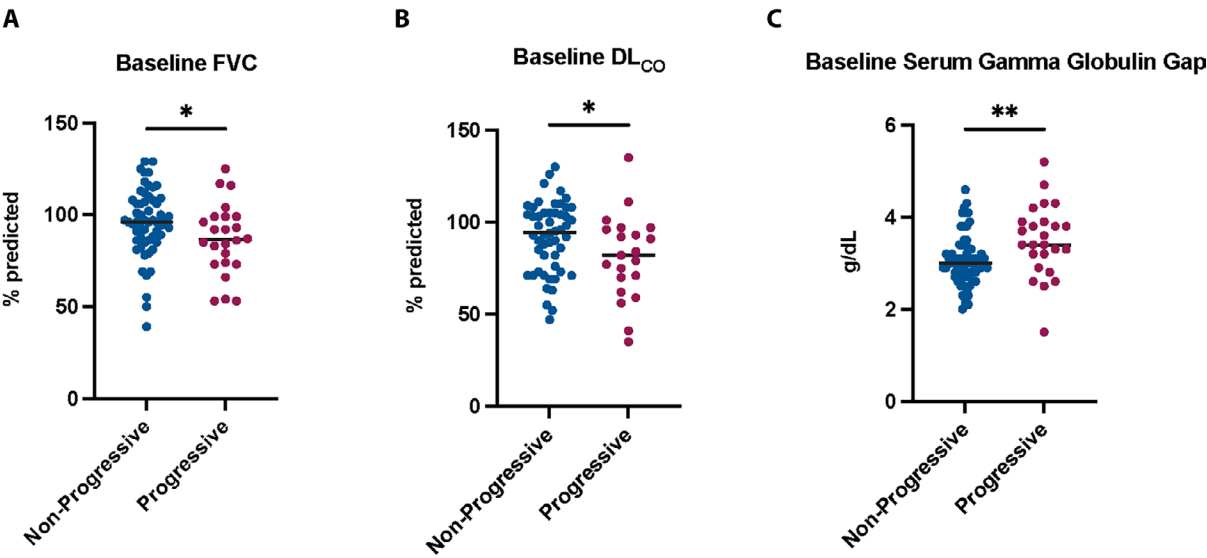 A
Baseline FVC
*
% predicted
150
100
50
0
Non-Progressive
Progressive
B
Baseline DLCO
*
% predicted
150
100
50
0
Non-Progressive
Progressive
C
Baseline Serum Gamma Globulin Gap
**
g/dL
6
4
2
0
Non-Progressive
Progressive